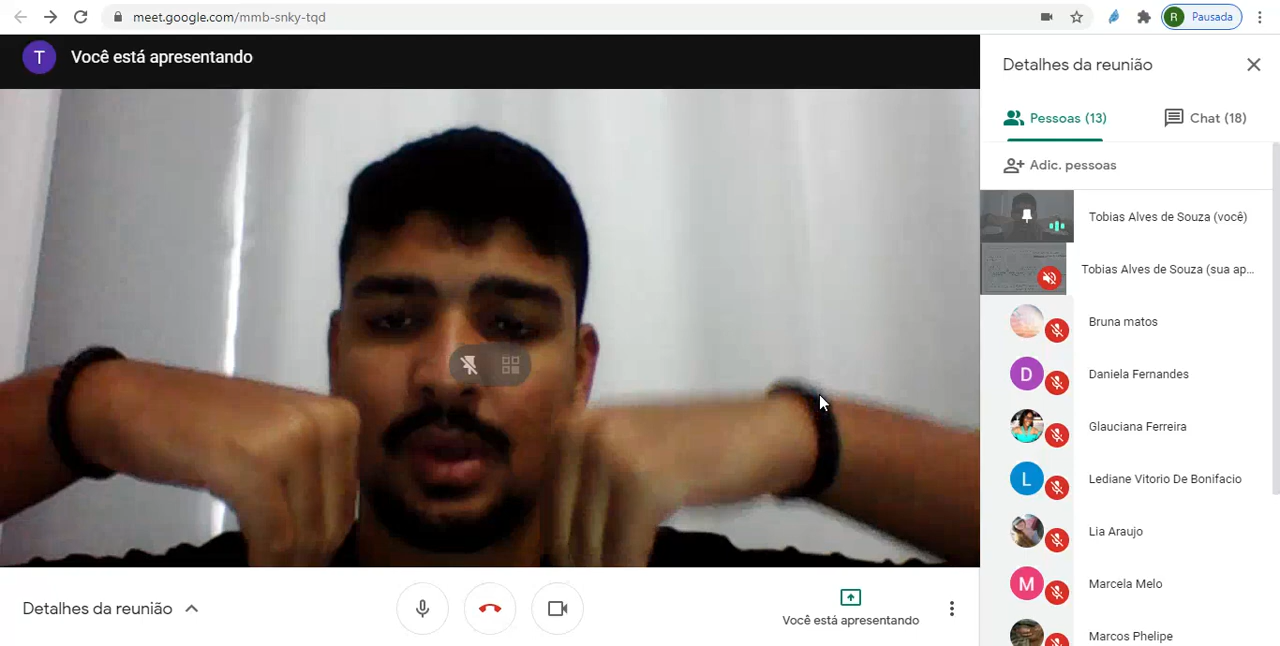 meet.google.com/mmb-snky-tqd
R Pausada
T Você está apresentando
Detalhes da reunião
Pessoas (13)
Chat (18)
Adic. pessoas
Tobias Alves de Souza (você)
Tobias Alves de Souza (sua ap...
Bruna matos
D Daniela Fernandes
Glauciana Ferreira
L Lediane Vitorio De Bonifacio
Lia Araujo
M Marcela Melo
Marcos Phelipe
Detalhes da reunião
Você está apresentando